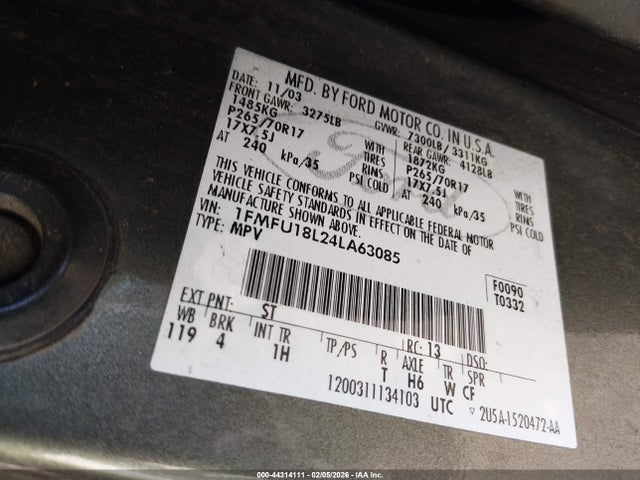 MFD. BY FORD MOTOR CO. IN U.S.A.
DATE: 11/03 GVWR: 7300LB / 3311KG
FRONT GAWR: 3275LB REAR GAWR: 4128LB
1485KG WITH 1872KG WITH
P265/70R17 TIRES P265/70R17 TIRES
17X7.5J RIMS 17X7.5J RIMS
AT 240 kPa/35 PSI COLD AT 240 kPa/35 PSI COLD
Ford
THIS VEHICLE CONFORMS TO ALL APPLICABLE FEDERAL MOTOR
VEHICLE SAFETY STANDARDS IN EFFECT ON THE DATE OF
MANUFACTURE SHOWN ABOVE.
VIN: 1FMFU18L24LA63085
TYPE: MPV
F0090
T0332
EXT PNT: ST RC: 13 DSO:
WB BRK INT TR TP/PS R AXLE TR SPR
119 4 1H T H6 W CF
1200311134103 UTC ▽ 2U5A-1520472-AA
000-44314111 - 02/05/2026 - IAA Inc.